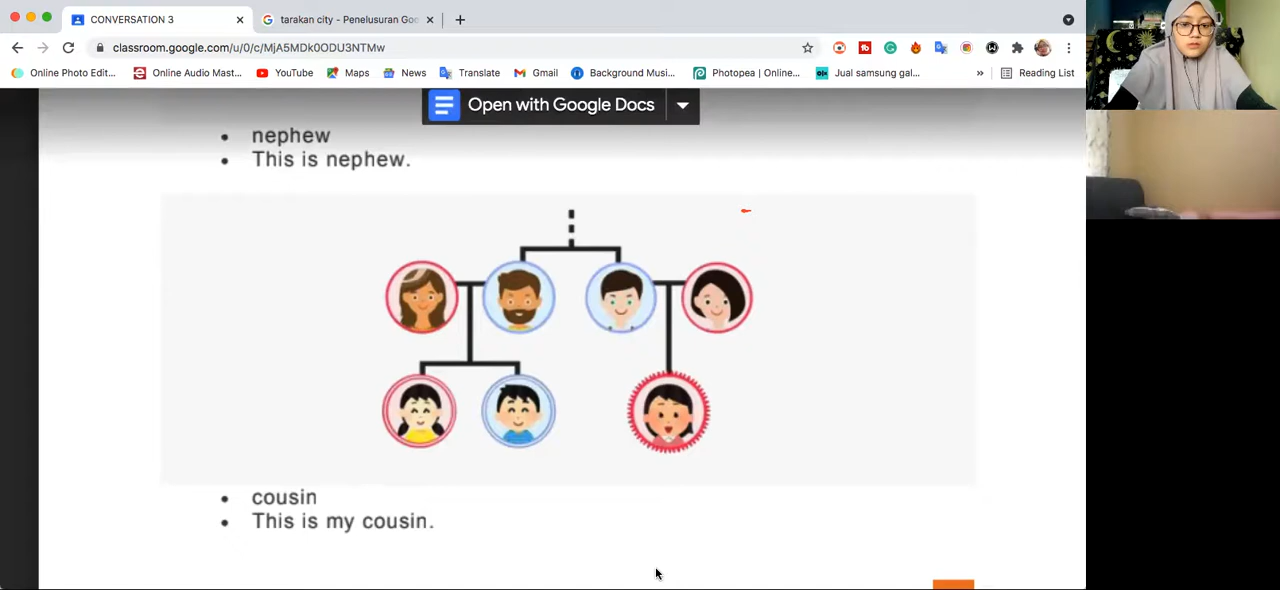 CONVERSATION 3
tarakan city - Penelusuran Goo
classroom.google.com/u/0/c/MjA5MDk0ODU3NTMw
Online Photo Edit...
Online Audio Mast...
YouTube
Maps
News
Translate
Gmail
Background Musi...
Photopea | Online...
Jual samsung gal...
Reading List
Open with Google Docs
nephew
This is nephew.
cousin
This is my cousin.